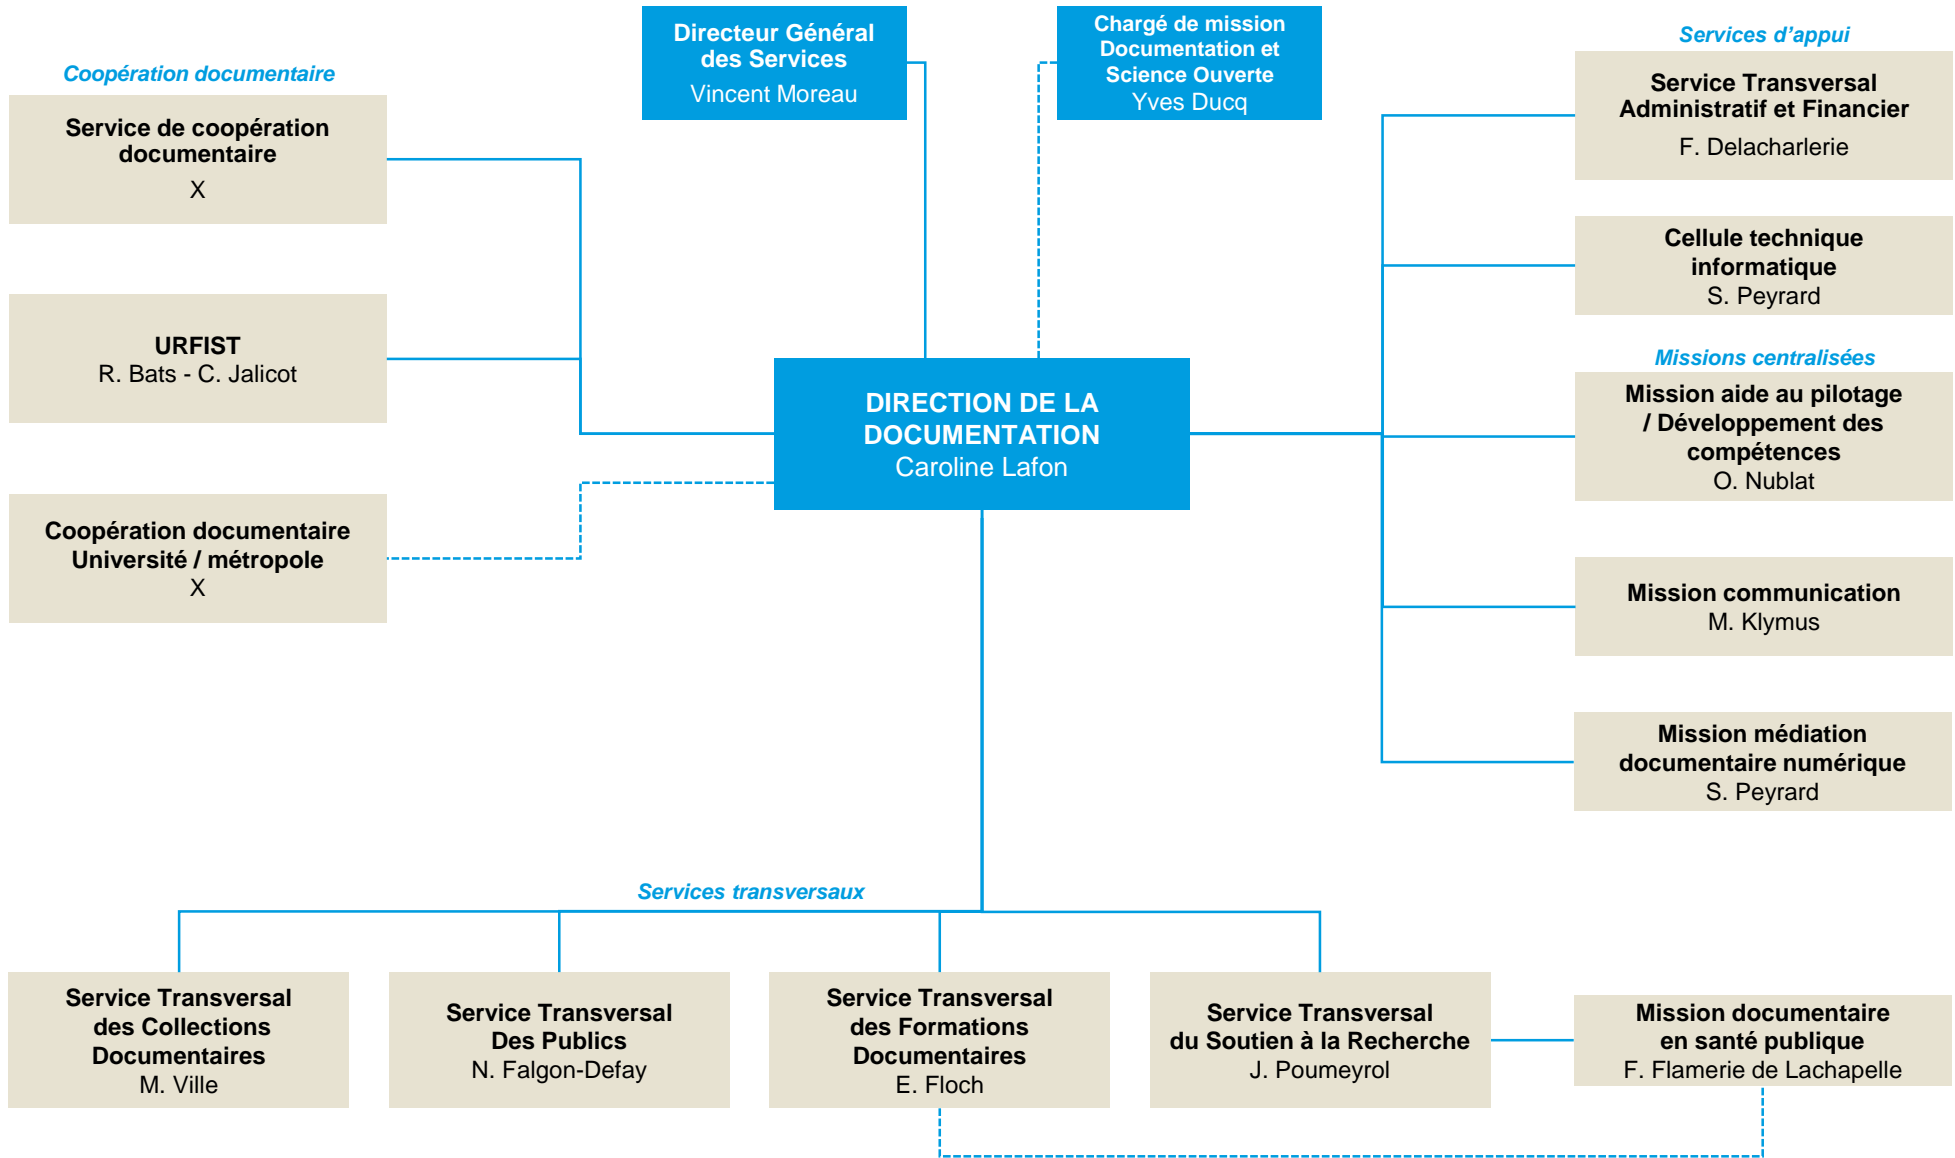 Directeur Général
des Services
Vincent Moreau
Chargé de mission
Documentation et
Science Ouverte
Yves Ducq
Coopération documentaire
Service de coopération
documentaire
X
URFIST
R. Bats - C. Jalicot
Coopération documentaire
Université / métropole
X
DIRECTION DE LA
DOCUMENTATION
Caroline Lafon
Services d’appui
Service Transversal
Administratif et Financier
F. Delacharlerie
Cellule technique
informatique
S. Peyrard
Missions centralisées
Mission aide au pilotage
/ Développement des
compétences
O. Nublat
Mission communication
M. Klymus
Mission médiation
documentaire numérique
S. Peyrard
Services transversaux
Service Transversal
des Collections
Documentaires
M. Ville
Service Transversal
Des Publics
N. Falgon-Defay
Service Transversal
des Formations
Documentaires
E. Floch
Service Transversal
du Soutien à la Recherche
J. Poumeyrol
Mission documentaire
en santé publique
F. Flamerie de Lachapelle